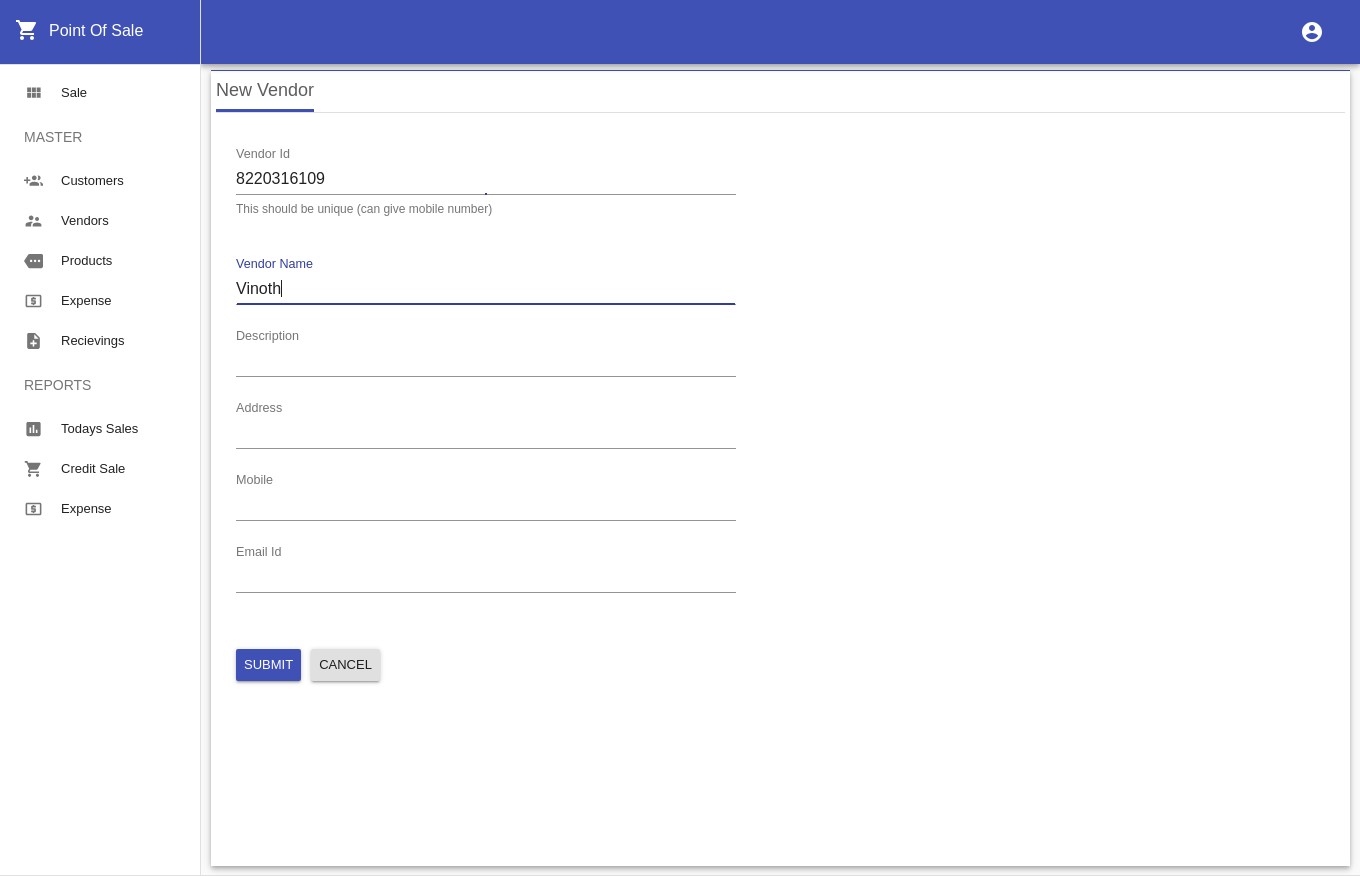 Point Of Sale
Sale
MASTER
Customers
Vendors
Products
Expense
Recievings
REPORTS
Todays Sales
Credit Sale
Expense
New Vendor
Vendor Id
8220316109
This should be unique (can give mobile number)
Vendor Name
Vinoth
Description
Address
Mobile
Email Id
SUBMIT CANCEL